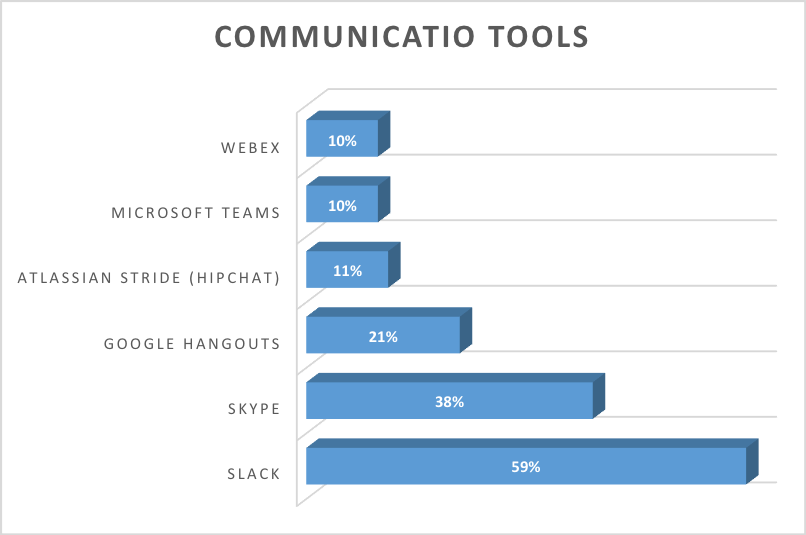 COMMUNICATIO TOOLS
WEBEX 10%
MICROSOFT TEAMS 10%
ATLASSIAN STRIDE (HIPCHAT) 11%
GOOGLE HANGOUTS 21%
SKYPE 38%
SLACK 59%